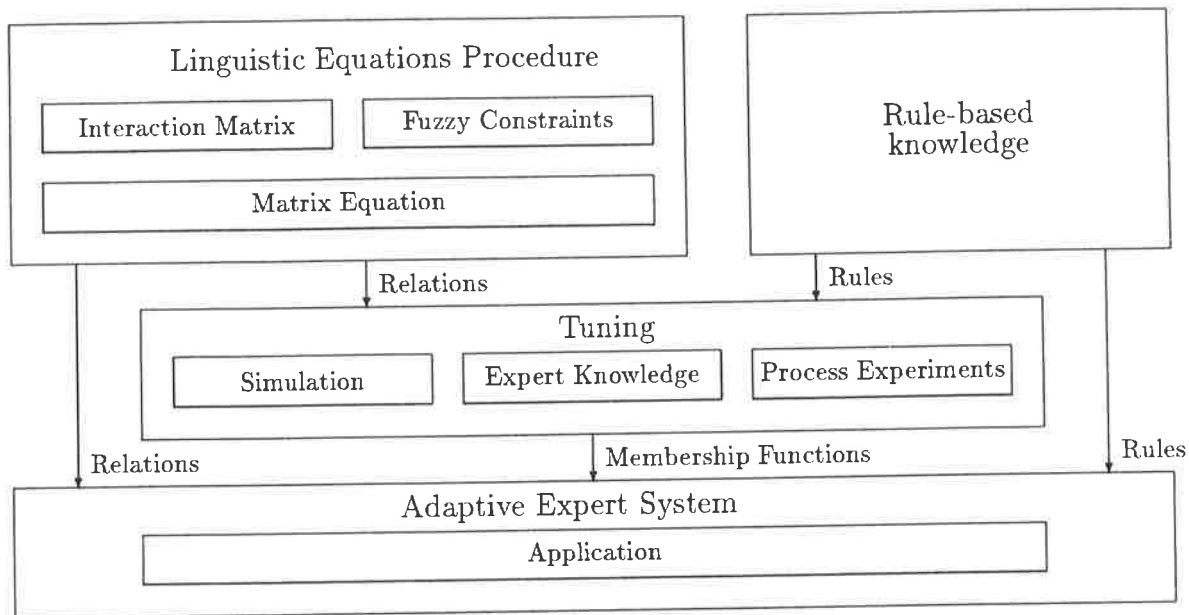 Linguistic Equations Procedure
Interaction Matrix
Fuzzy Constraints
Matrix Equation
Rule-based
knowledge
Relations
Rules
Tuning
Simulation
Expert Knowledge
Process Experiments
Relations
Membership Functions
Rules
Adaptive Expert System
Application